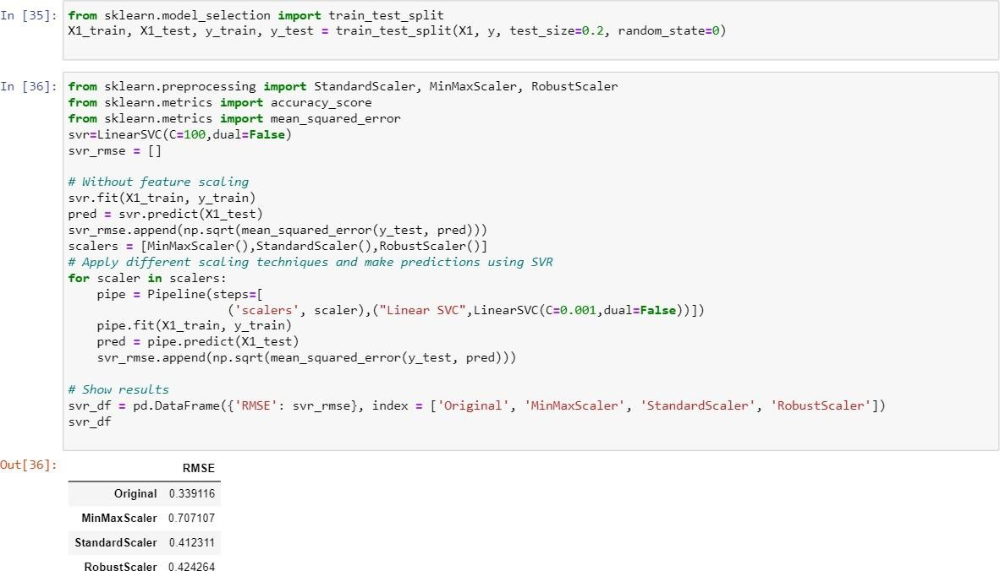 In [35]: from sklearn.model_selection import train_test_split
X1_train, X1_test, y_train, y_test = train_test_split(X1, y, test_size=0.2, random_state=0)
In [36]: from sklearn.preprocessing import StandardScaler, MinMaxScaler, RobustScaler
from sklearn.metrics import accuracy_score
from sklearn.metrics import mean_squared_error
svr=LinearSVC(C=100,dual=False)
svr_rmse = []
# Without feature scaling
svr.fit(X1_train, y_train)
pred = svr.predict(X1_test)
svr_rmse.append(np.sqrt(mean_squared_error(y_test, pred)))
scalers = [MinMaxScaler(),StandardScaler(),RobustScaler()]
# Apply different scaling techniques and make predictions using SVR
for scaler in scalers:
    pipe = Pipeline(steps=[
                      ('scalers', scaler),("Linear SVC",LinearSVC(C=0.001,dual=False))])
    pipe.fit(X1_train, y_train)
    pred = pipe.predict(X1_test)
    svr_rmse.append(np.sqrt(mean_squared_error(y_test, pred)))
# Show results
svr_df = pd.DataFrame({'RMSE': svr_rmse}, index = ['Original', 'MinMaxScaler', 'StandardScaler', 'RobustScaler'])
svr_df
Out[36]: RMSE
Original 0.339116
MinMaxScaler 0.707107
StandardScaler 0.412311
RobustScaler 0.424264